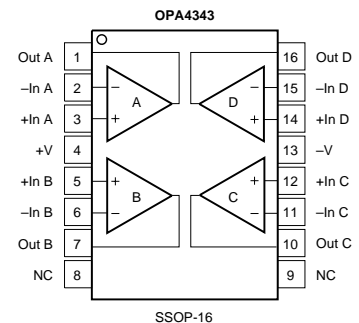 OPA4343
Out A 1 16 Out D
–In A 2 – – 15 –In D
A D
+In A 3 + + 14 +In D
+V 4 13 –V
+In B 5 + + 12 +In C
B C
–In B 6 – – 11 –In C
Out B 7 10 Out C
NC 8 9 NC
SSOP-16